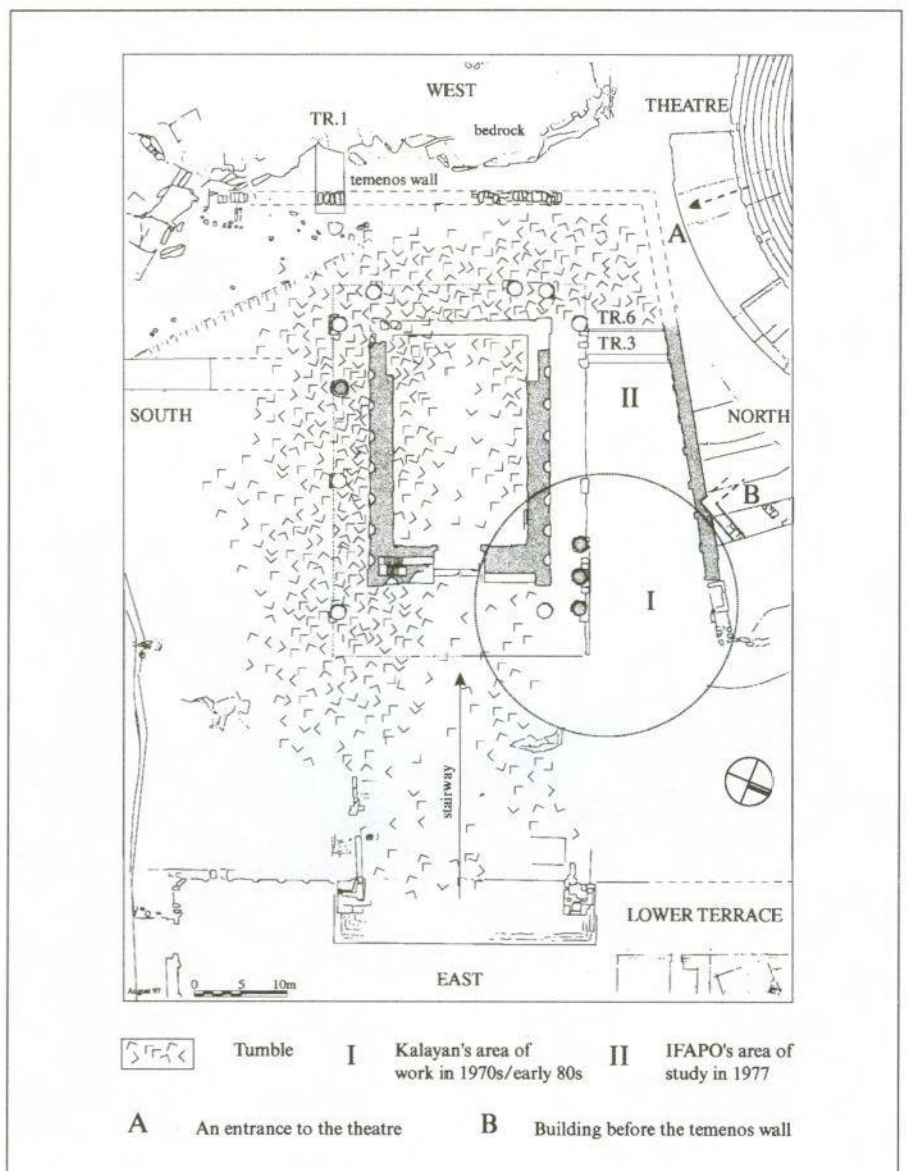 WEST
THEATRE
TR.1
bedrock
temenos wall
A
TR.6
TR.3
II
SOUTH
NORTH
B
I
stairway
LOWER TERRACE
EAST
0 5 10m
August 97
Tumble
I Kalayan's area of
work in 1970s/early 80s
II IFAPO's area of
study in 1977
A An entrance to the theatre
B Building before the temenos wall